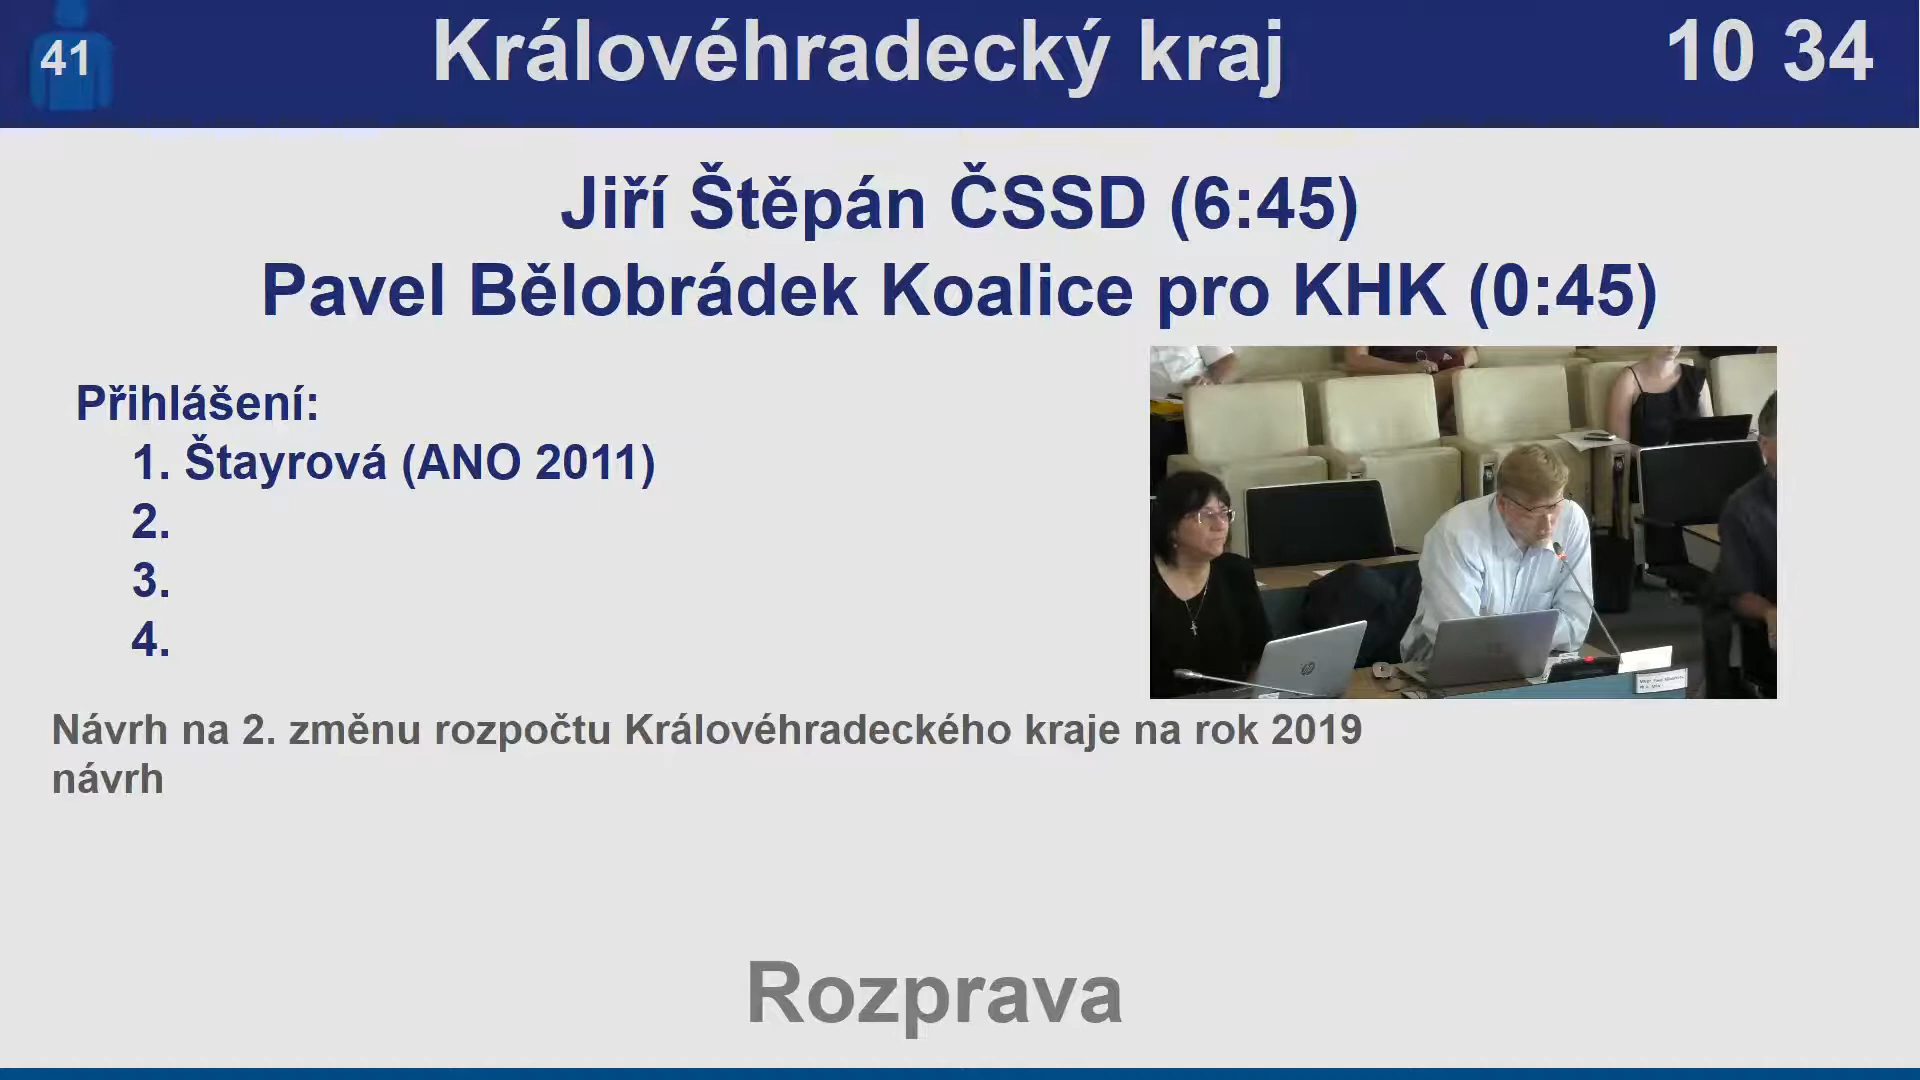 41
Královéhradecký kraj
10 34
Jiří Štěpán ČSSD (6:45)
Pavel Bělobrádek Koalice pro KHK (0:45)
Přihlášení:
1. Štayrová (ANO 2011)
2.
3.
4.
Návrh na 2. změnu rozpočtu Královéhradeckého kraje na rok 2019
návrh
Rozprava